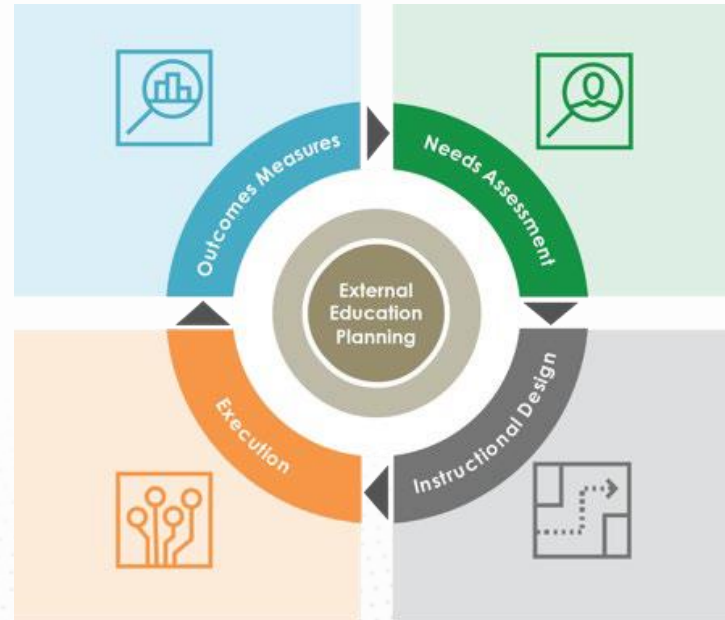 Outcomes Measures
Needs Assessment
External
Education
Planning
Execution
Instructional Design